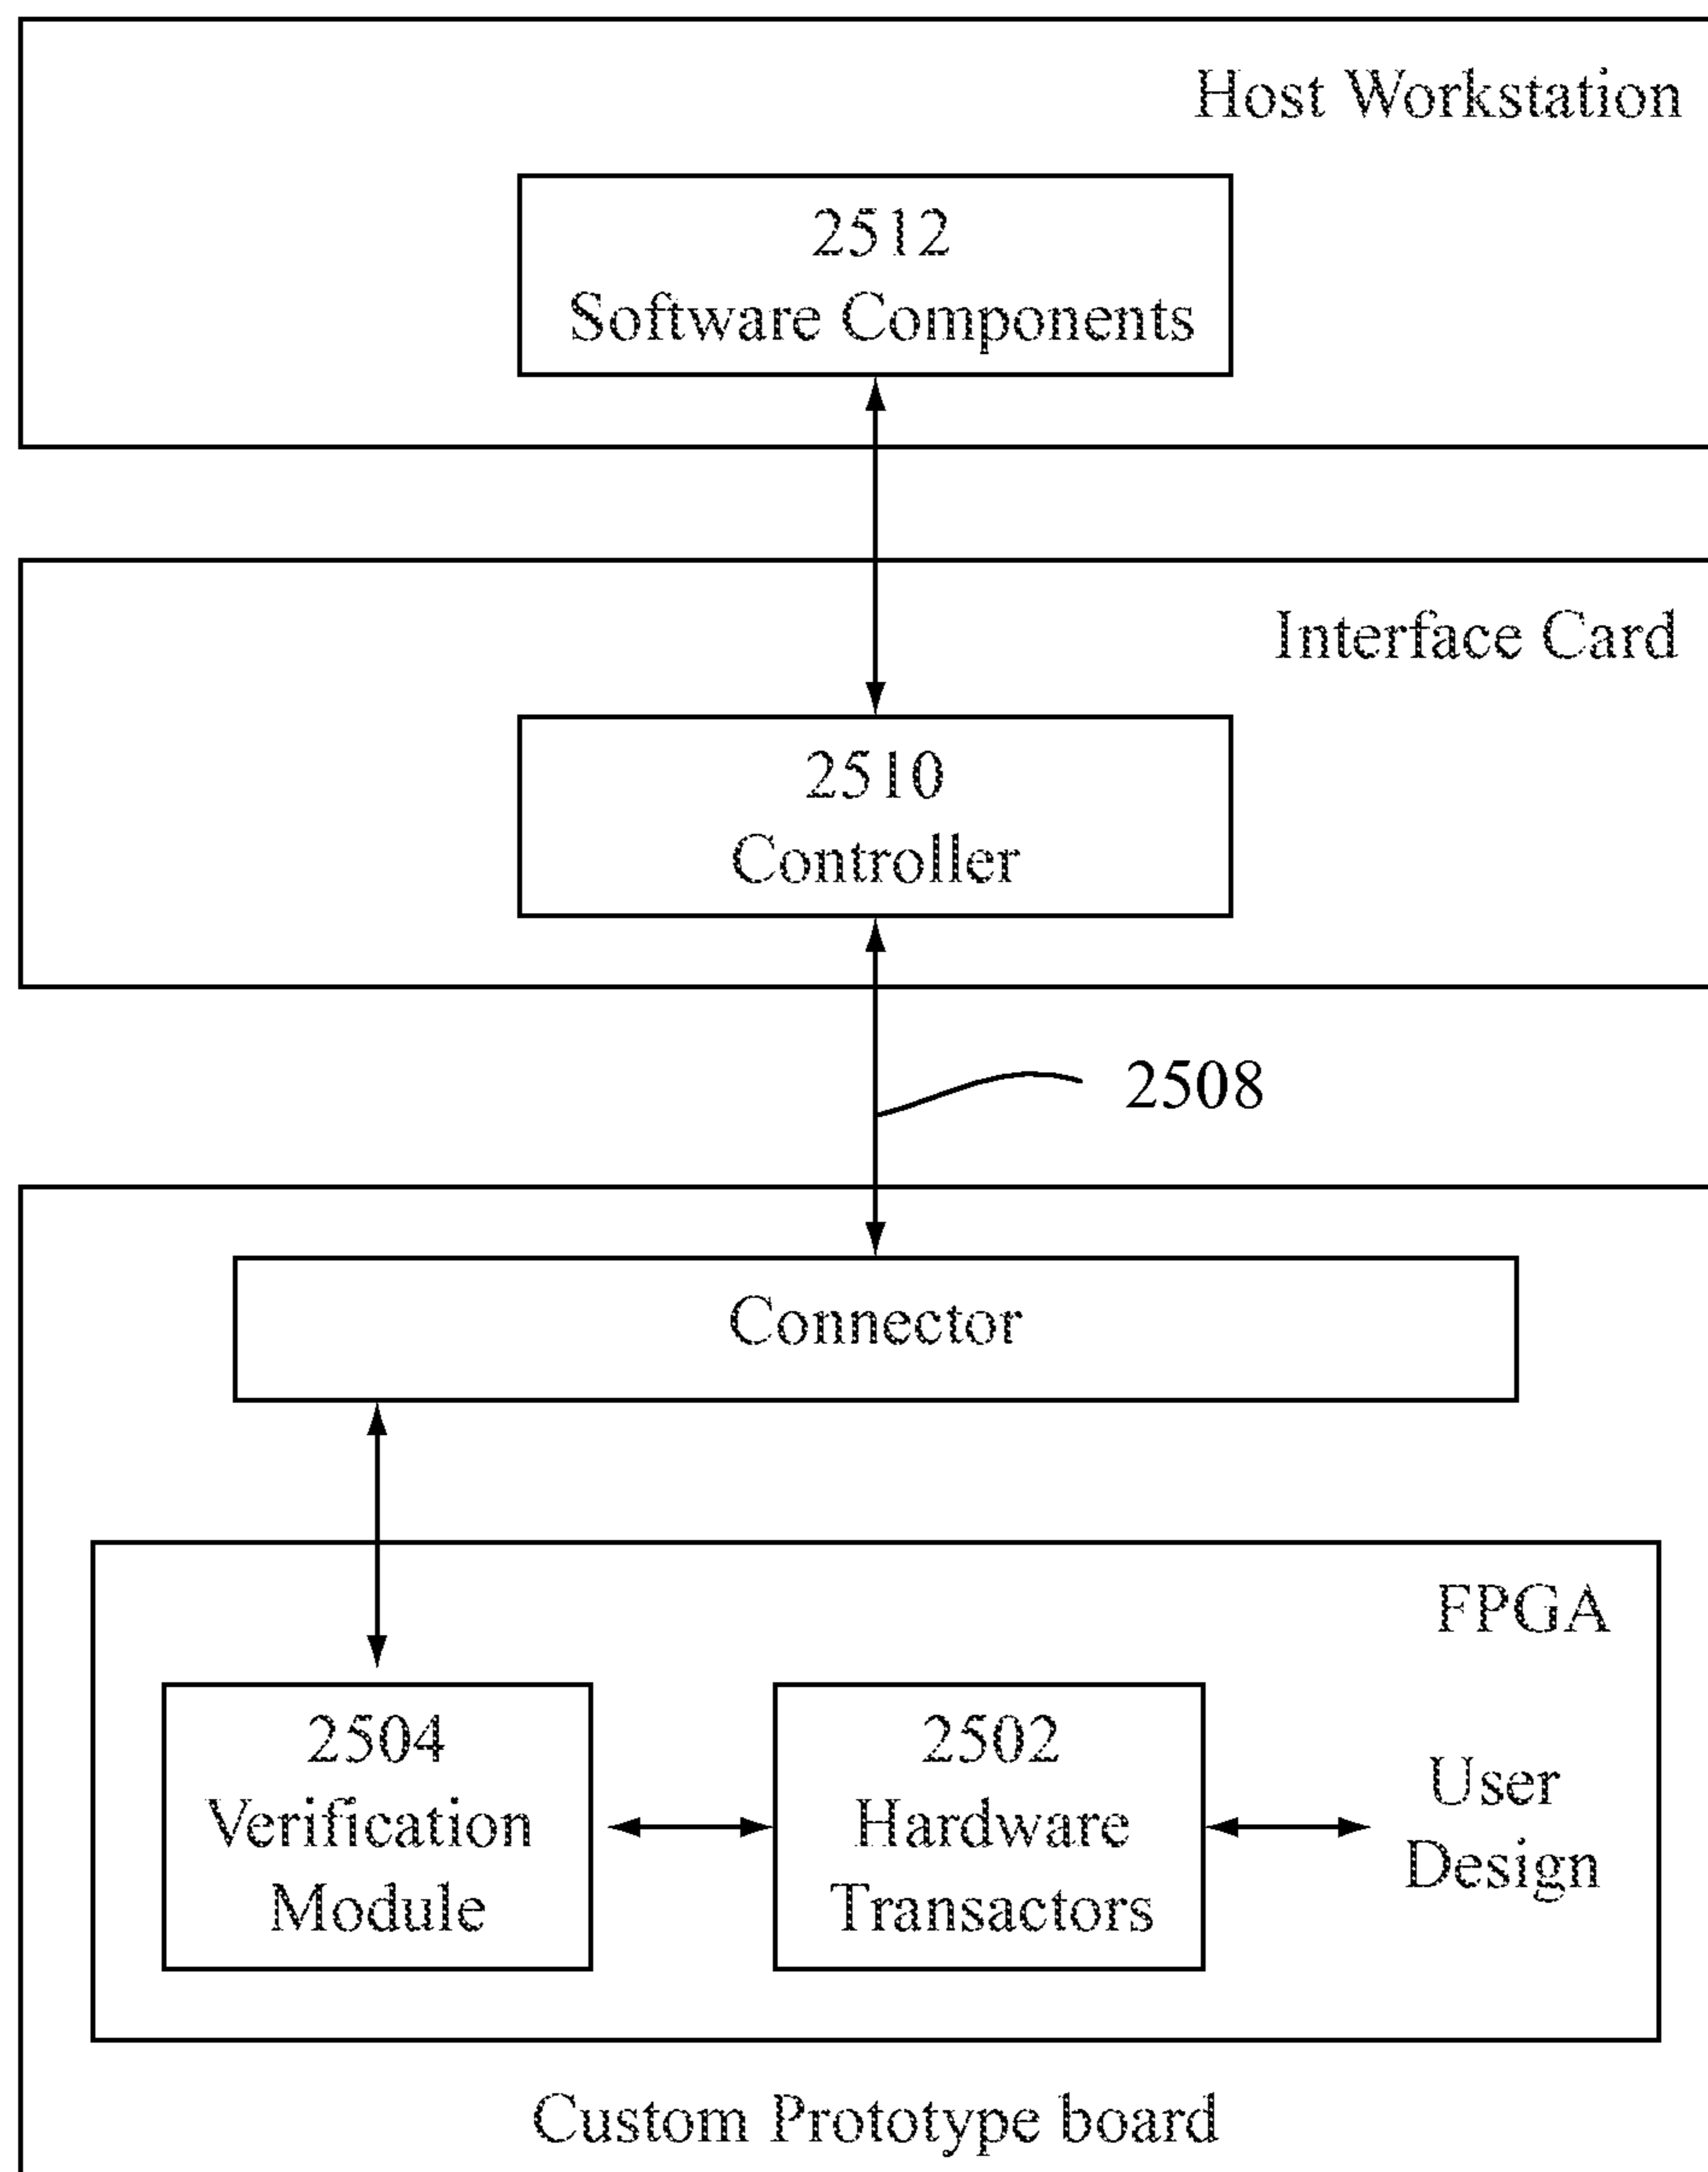 Host Workstation
2512
Software Components
Interface Card
2510
Controller
2508
Connector
FPGA
2504
Verification
Module
2502
Hardware
Transactors
User
Design
Custom Prototype board